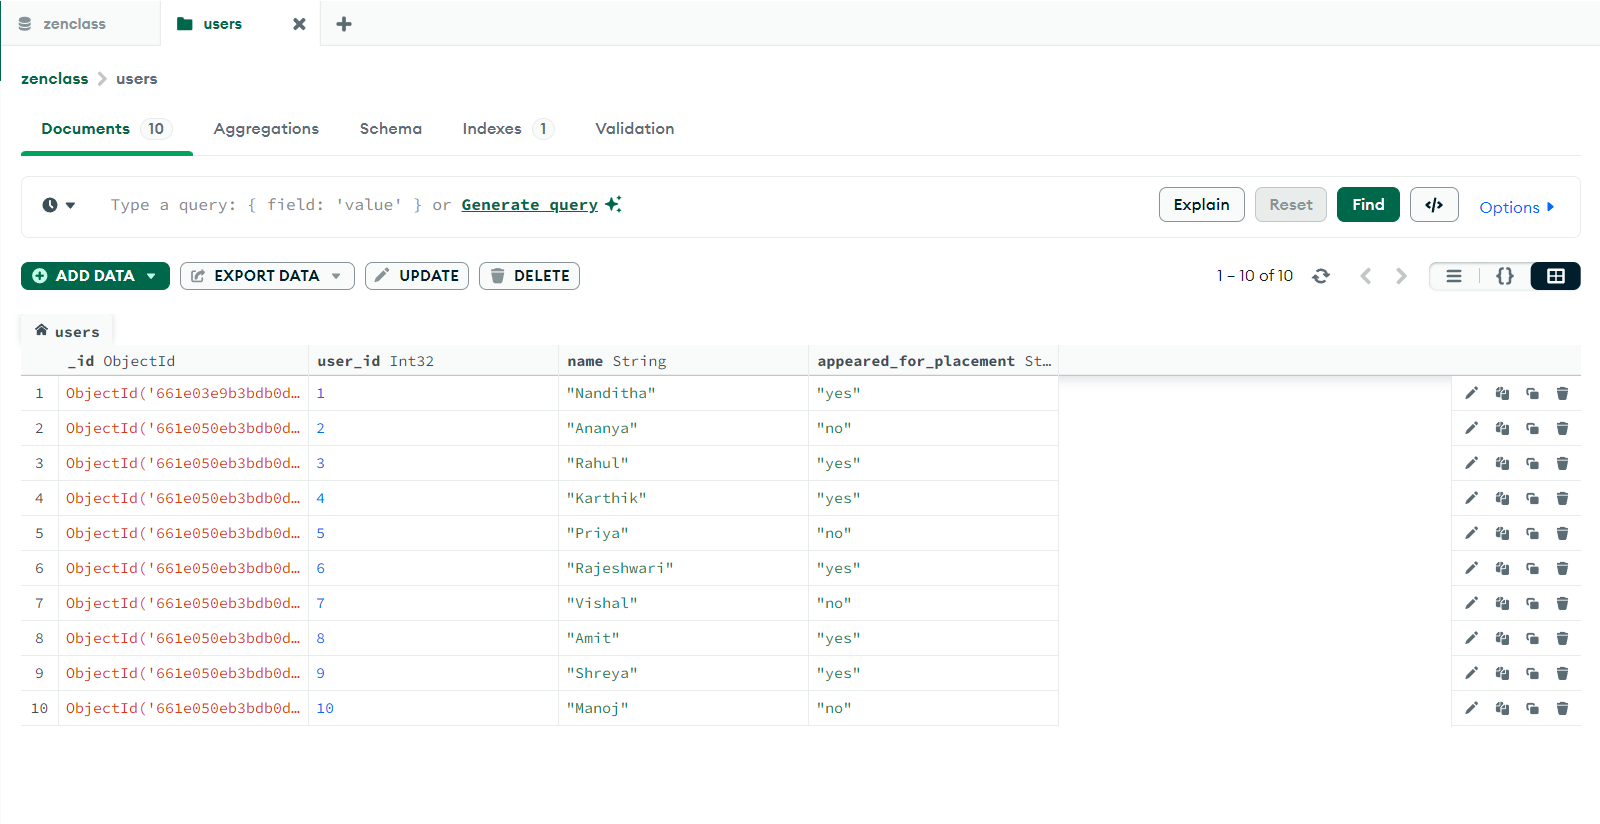 zenclass users
zenclass users
Documents 10 Aggregations Schema Indexes 1 Validation
Type a query: { field: 'value' } or Generate query Explain Reset Find </> Options
ADD DATA EXPORT DATA UPDATE DELETE 1 – 10 of 10 {}
users
_id ObjectId user_id Int32 name String appeared_for_placement St…
1 ObjectId('661e03e9b3bdb0d… 1 "Nanditha" "yes"
2 ObjectId('661e050eb3bdb0d… 2 "Ananya" "no"
3 ObjectId('661e050eb3bdb0d… 3 "Rahul" "yes"
4 ObjectId('661e050eb3bdb0d… 4 "Karthik" "yes"
5 ObjectId('661e050eb3bdb0d… 5 "Priya" "no"
6 ObjectId('661e050eb3bdb0d… 6 "Rajeshwari" "yes"
7 ObjectId('661e050eb3bdb0d… 7 "Vishal" "no"
8 ObjectId('661e050eb3bdb0d… 8 "Amit" "yes"
9 ObjectId('661e050eb3bdb0d… 9 "Shreya" "yes"
10 ObjectId('661e050eb3bdb0d… 10 "Manoj" "no"